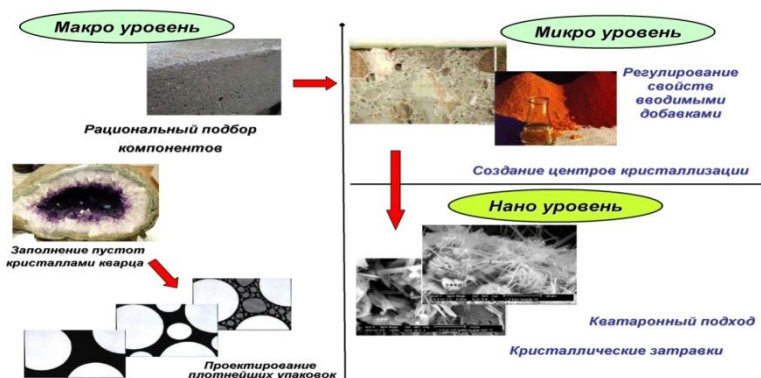 Макро уровень
Рациональный подбор
компонентов
Заполнение пустот
кристаллами кварца
Проектирование
плотнейших упаковок
Микро уровень
Регулирование
свойств
вводимыми
добавками
Создание центров кристаллизации
Нано уровень
Кватаронный подход
Кристаллические затравки